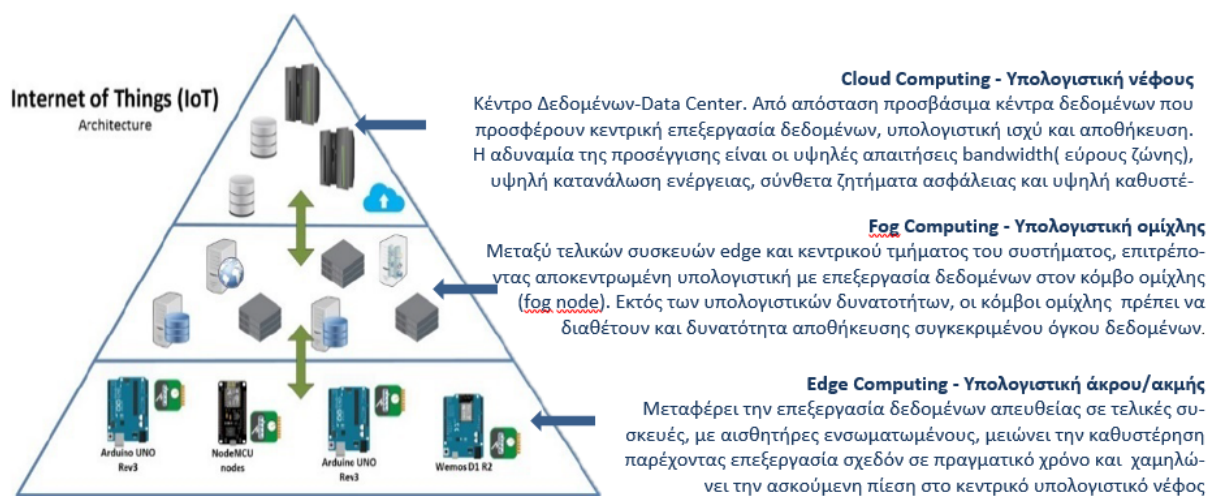 Internet of Things (IoT)
Architecture
Cloud Computing - Υπολογιστική νέφους
Κέντρο Δεδομένων-Data Center. Από απόσταση προσβάσιμα κέντρα δεδομένων που
προσφέρουν κεντρική επεξεργασία δεδομένων, υπολογιστική ισχύ και αποθήκευση.
Η αδυναμία της προσέγγισης είναι οι υψηλές απαιτήσεις bandwidth( εύρους ζώνης),
υψηλή κατανάλωση ενέργειας, σύνθετα ζητήματα ασφάλειας και υψηλή καθυστέ-
Fog Computing - Υπολογιστική ομίχλης
Μεταξύ τελικών συσκευών edge και κεντρικού τμήματος του συστήματος, επιτρέπο-
ντας αποκεντρωμένη υπολογιστική με επεξεργασία δεδομένων στον κόμβο ομίχλης
(fog node). Εκτός των υπολογιστικών δυνατοτήτων, οι κόμβοι ομίχλης πρέπει να
διαθέτουν και δυνατότητα αποθήκευσης συγκεκριμένου όγκου δεδομένων.
Edge Computing - Υπολογιστική άκρου/ακμής
Μεταφέρει την επεξεργασία δεδομένων απευθείας σε τελικές συ-
σκευές, με αισθητήρες ενσωματωμένους, μειώνει την καθυστέρηση
παρέχοντας επεξεργασία σχεδόν σε πραγματικό χρόνο και χαμηλώ-
νει την ασκούμενη πίεση στο κεντρικό υπολογιστικό νέφος
Arduino UNO
Rev3
NodeMCU
nodes
Arduino UNO
Rev3
Wemos D1 R2